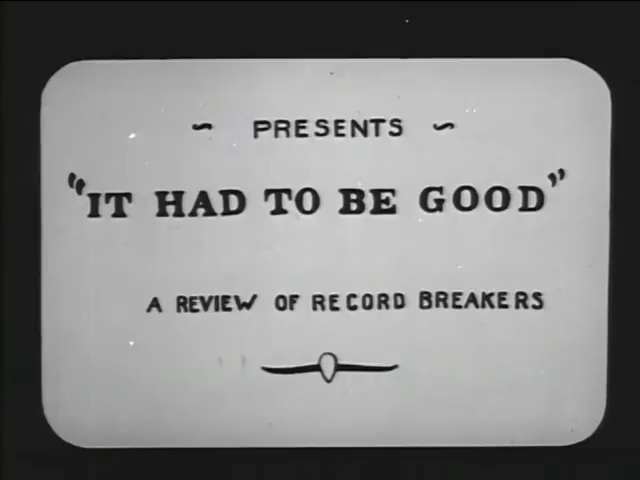 ~ PRESENTS ~
"IT HAD TO BE GOOD"
A REVIEW OF RECORD BREAKERS